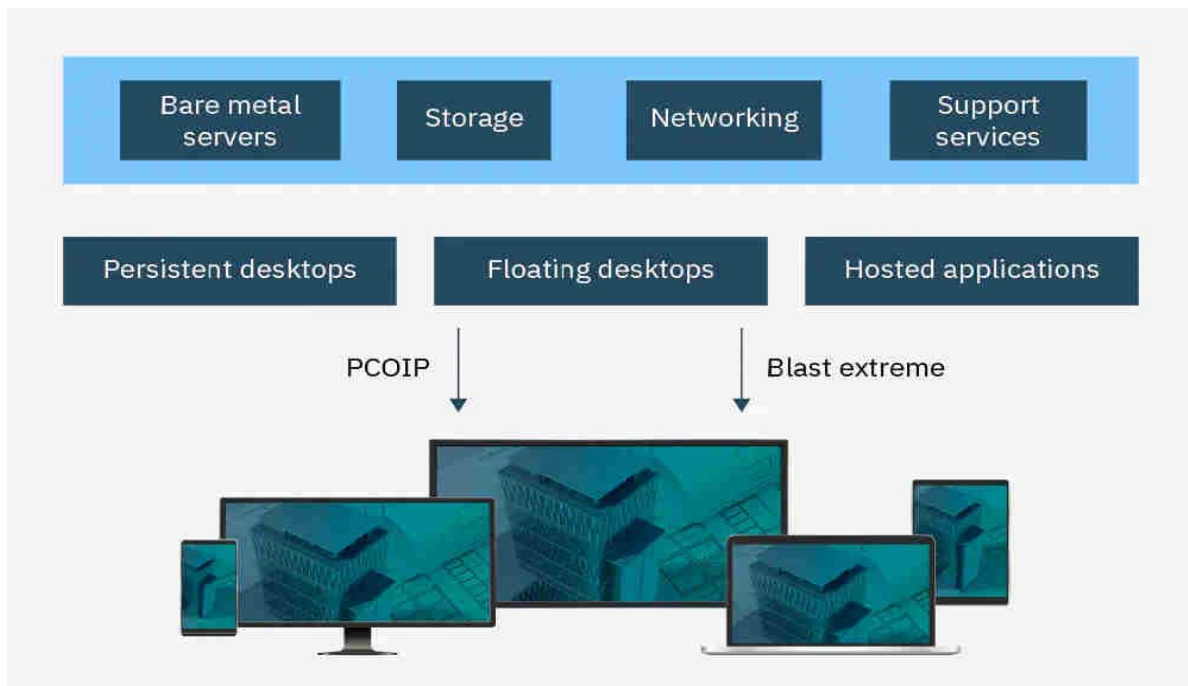 Bare metal
servers
Storage
Networking
Support
services
Persistent desktops
Floating desktops
Hosted applications
PCOIP
Blast extreme